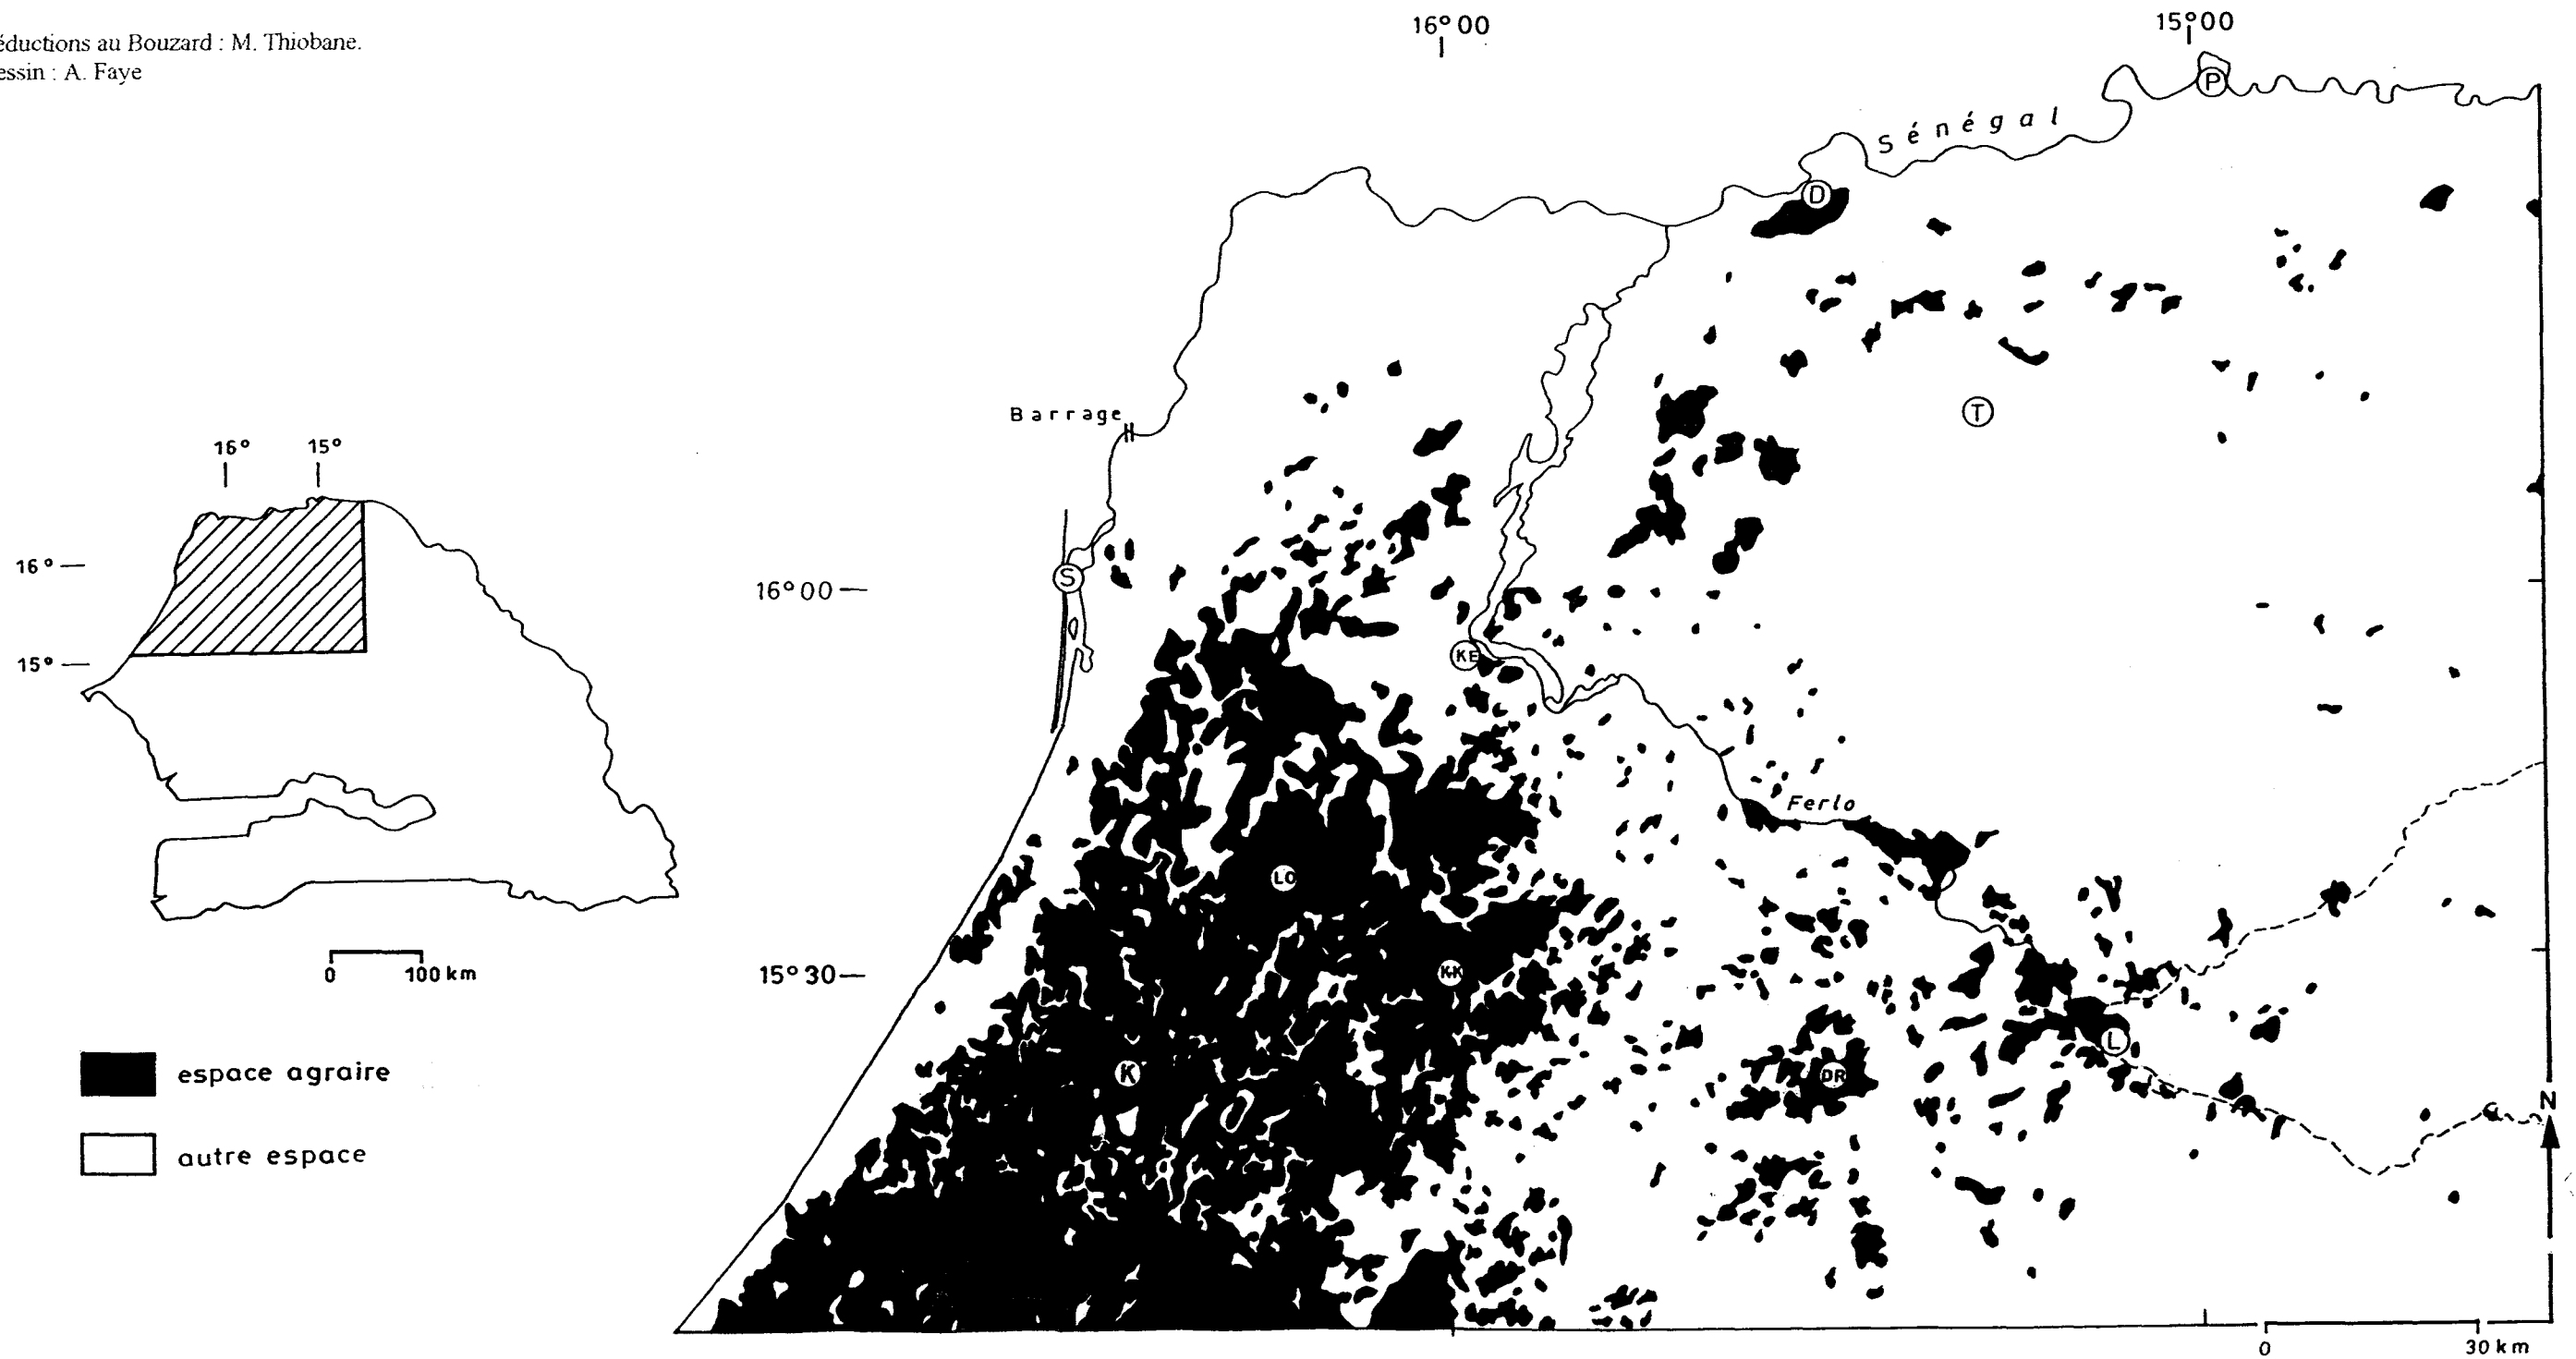 éductions au Bouzard : M. Thiobane.
essin : A. Faye
16° 00
15° 00
P
Sénégal
D
Barrage
T
16°
15°
S
16°
16° 00
KE
15°
Ferlo
LO
KK
15° 30
0
100 km
L
K
DR
espace agraire
N
autre espace
0
30 km